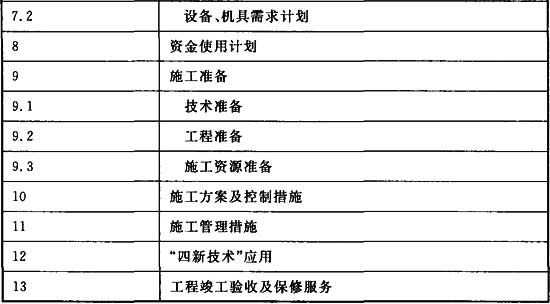 7.2 设备、机具需求计划
8 资金使用计划
9 施工准备
9.1 技术准备
9.2 工程准备
9.3 施工资源准备
10 施工方案及控制措施
11 施工管理措施
12 “四新技术”应用
13 工程竣工验收及保修服务